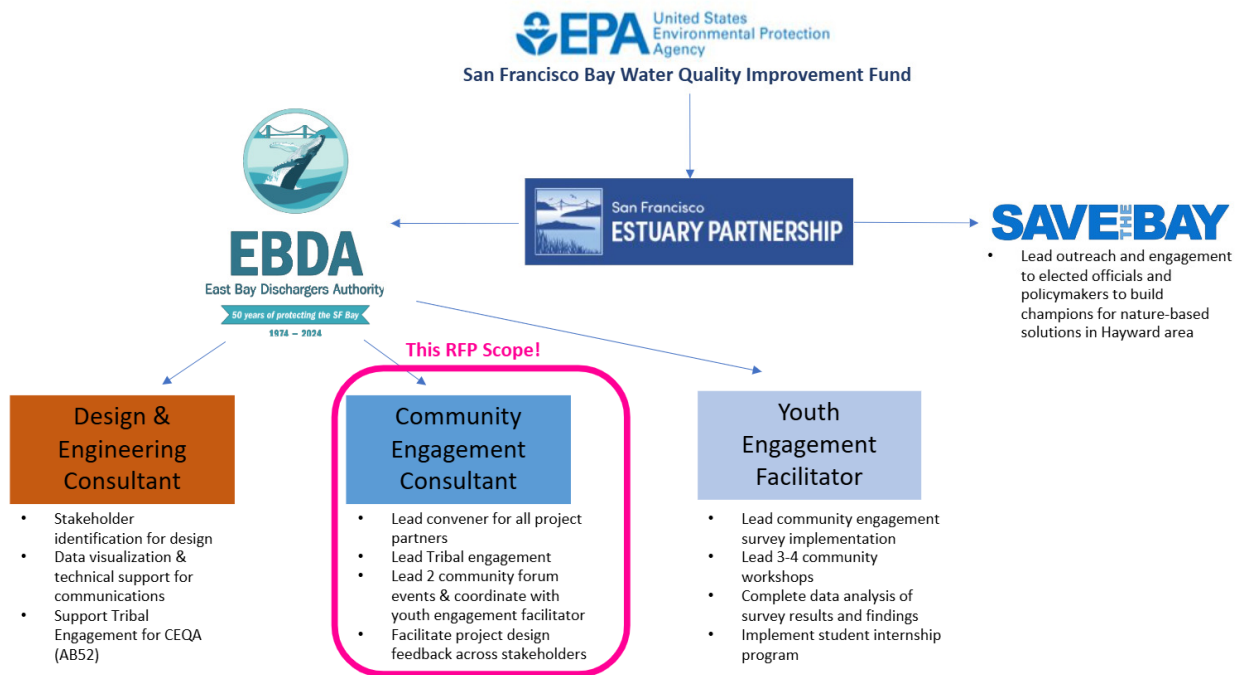 EPA
United States
Environmental Protection
Agency
San Francisco Bay Water Quality Improvement Fund
EBDA
East Bay Dischargers Authority
50 years of protecting the SF Bay
1974 – 2024
San Francisco
ESTUARY PARTNERSHIP
SAVE THE BAY
• Lead outreach and engagement
to elected officials and
policymakers to build
champions for nature-based
solutions in Hayward area
This RFP Scope!
Design &
Engineering
Consultant
• Stakeholder
identification for design
• Data visualization &
technical support for
communications
• Support Tribal
Engagement for CEQA
(AB52)
Community
Engagement
Consultant
• Lead convener for all project
partners
• Lead Tribal engagement
• Lead 2 community forum
events & coordinate with
youth engagement facilitator
• Facilitate project design
feedback across stakeholders
Youth
Engagement
Facilitator
• Lead community engagement
survey implementation
• Lead 3-4 community
workshops
• Complete data analysis of
survey results and findings
• Implement student internship
program